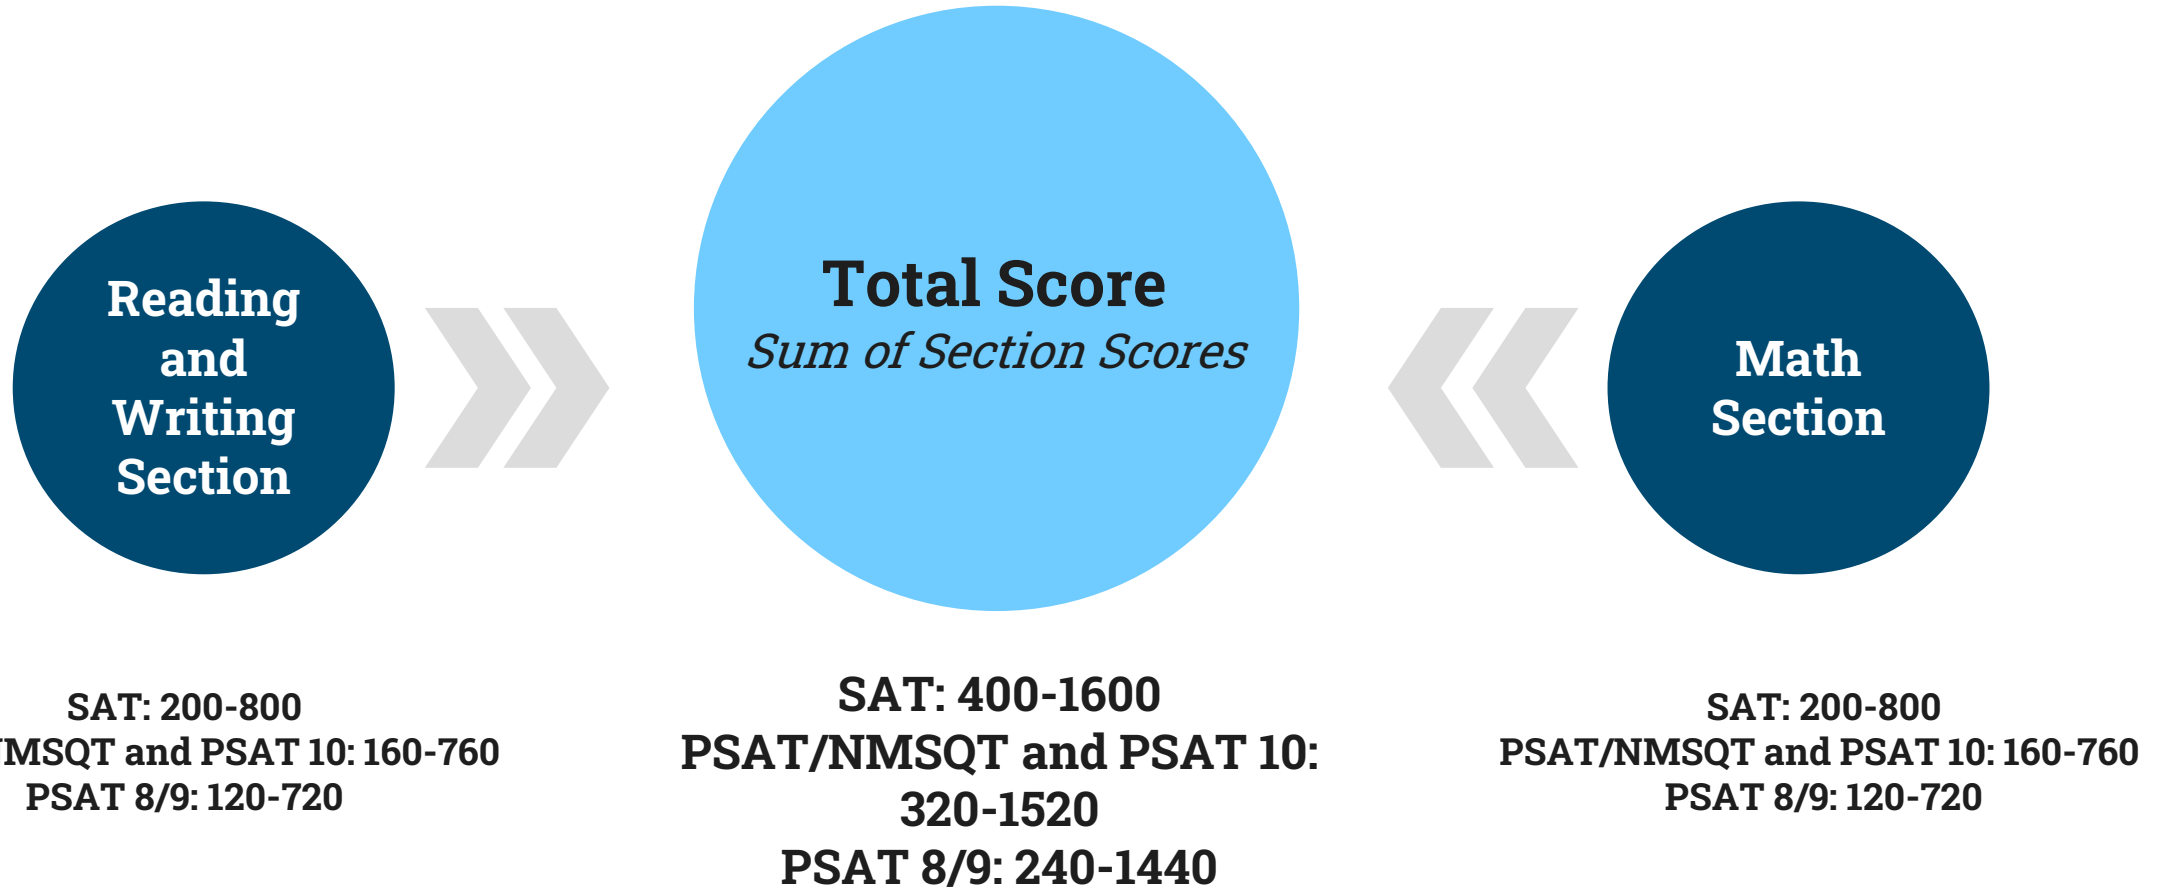 Reading
and
Writing
Section
Total Score
Sum of Section Scores
Math
Section
SAT: 200-800
NMSQT and PSAT 10: 160-760
PSAT 8/9: 120-720
SAT: 400-1600
PSAT/NMSQT and PSAT 10:
320-1520
PSAT 8/9: 240-1440
SAT: 200-800
PSAT/NMSQT and PSAT 10: 160-760
PSAT 8/9: 120-720